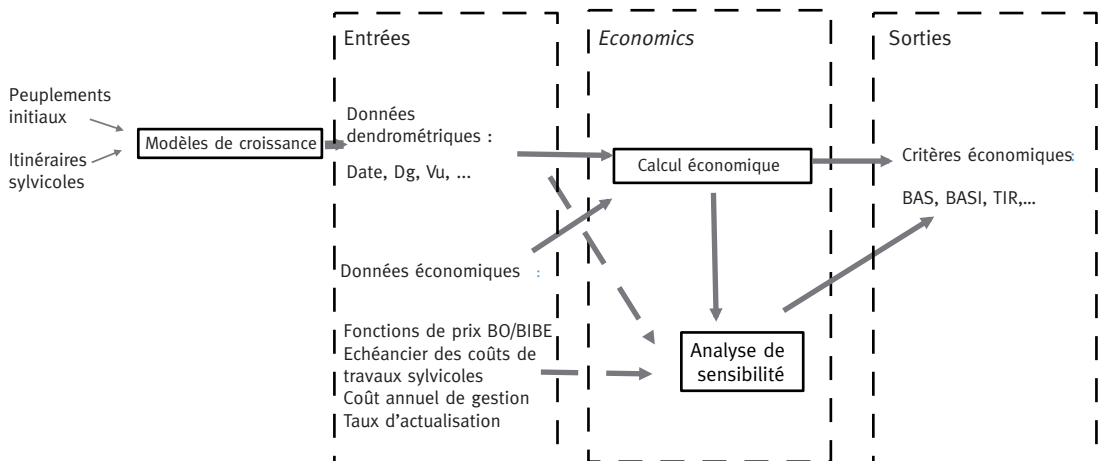 Entrées
Economics
Sorties
Peuplements
initiaux
Itinéraires
sylvicoles
Modèles de croissance
Données
dendrométriques :
Date, Dg, Vu, ...
Calcul économique
Critères économiques:
BAS, BASI, TIR,...
Données économiques :
Fonctions de prix BO/BIBE
Echéancier des coûts de
travaux sylvicoles
Coût annuel de gestion
Taux d'actualisation
Analyse de
sensibilité